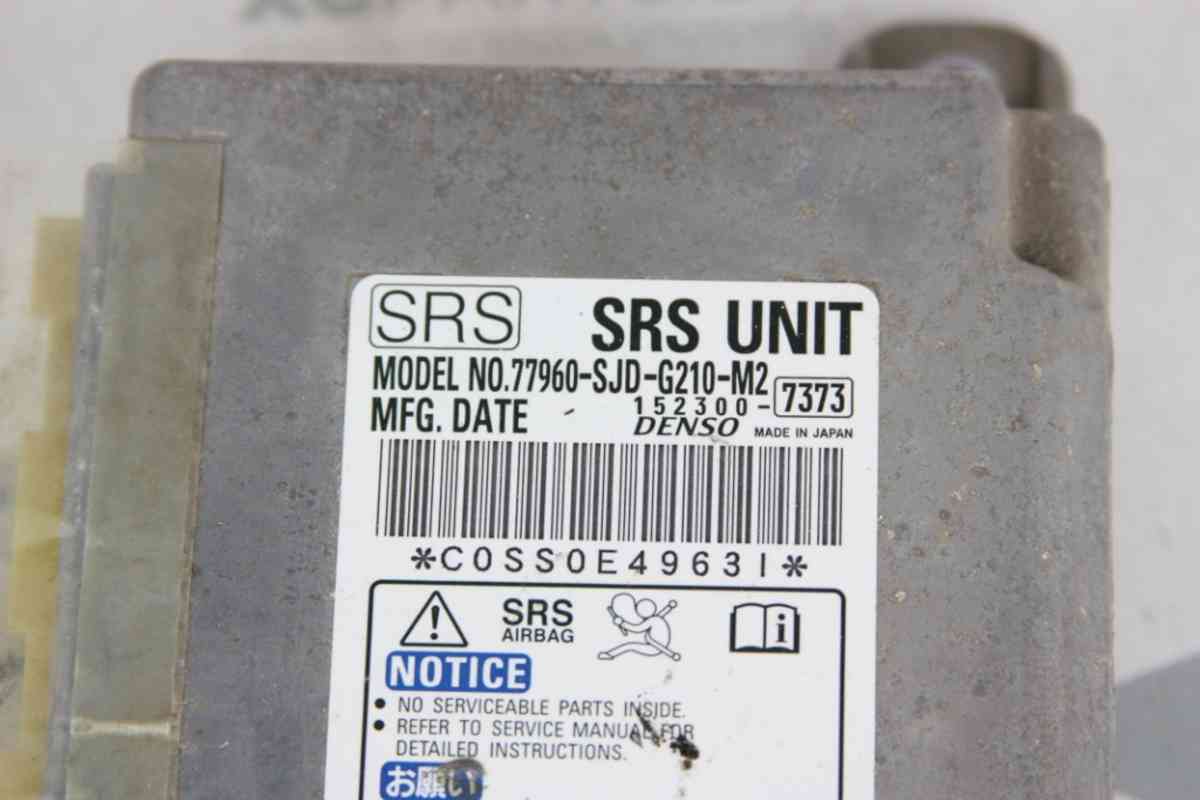 SRS SRS UNIT
MODEL NO.77960-SJD-G210-M2
152300-7373
MFG. DATE DENSO MADE IN JAPAN
*C0SS0E4963I*
SRS
AIRBAG
NOTICE
• NO SERVICEABLE PARTS INSIDE.
• REFER TO SERVICE MANUAL FOR
DETAILED INSTRUCTIONS.
お願い